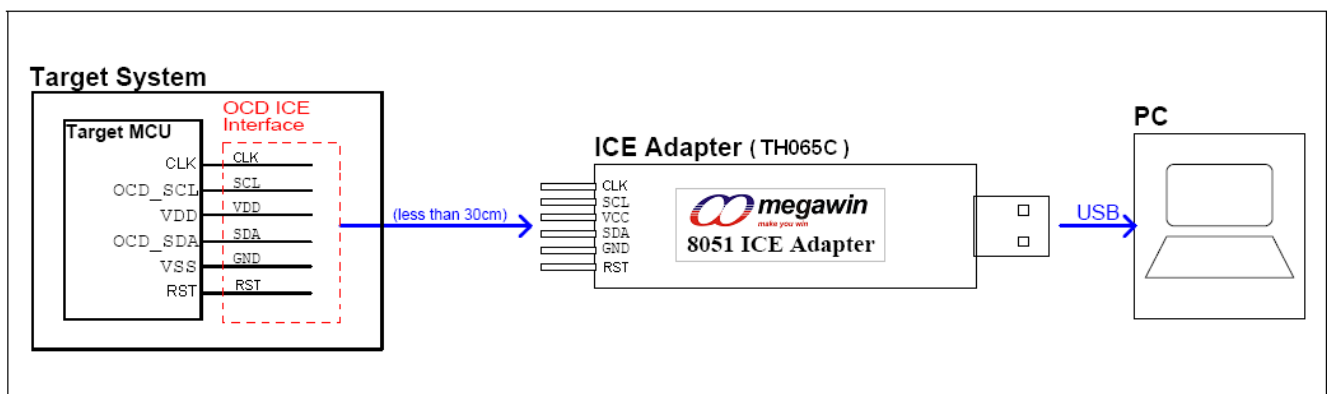 Target System
OCD ICE
Interface
Target MCU
CLK
OCD_SCL
VDD
OCD_SDA
VSS
RST
CLK
SCL
VDD
SDA
GND
RST
(less than 30cm)
ICE Adapter (TH065C)
CLK
SCL
VCC
SDA
GND
RST
megawin
make you win
8051 ICE Adapter
USB
PC